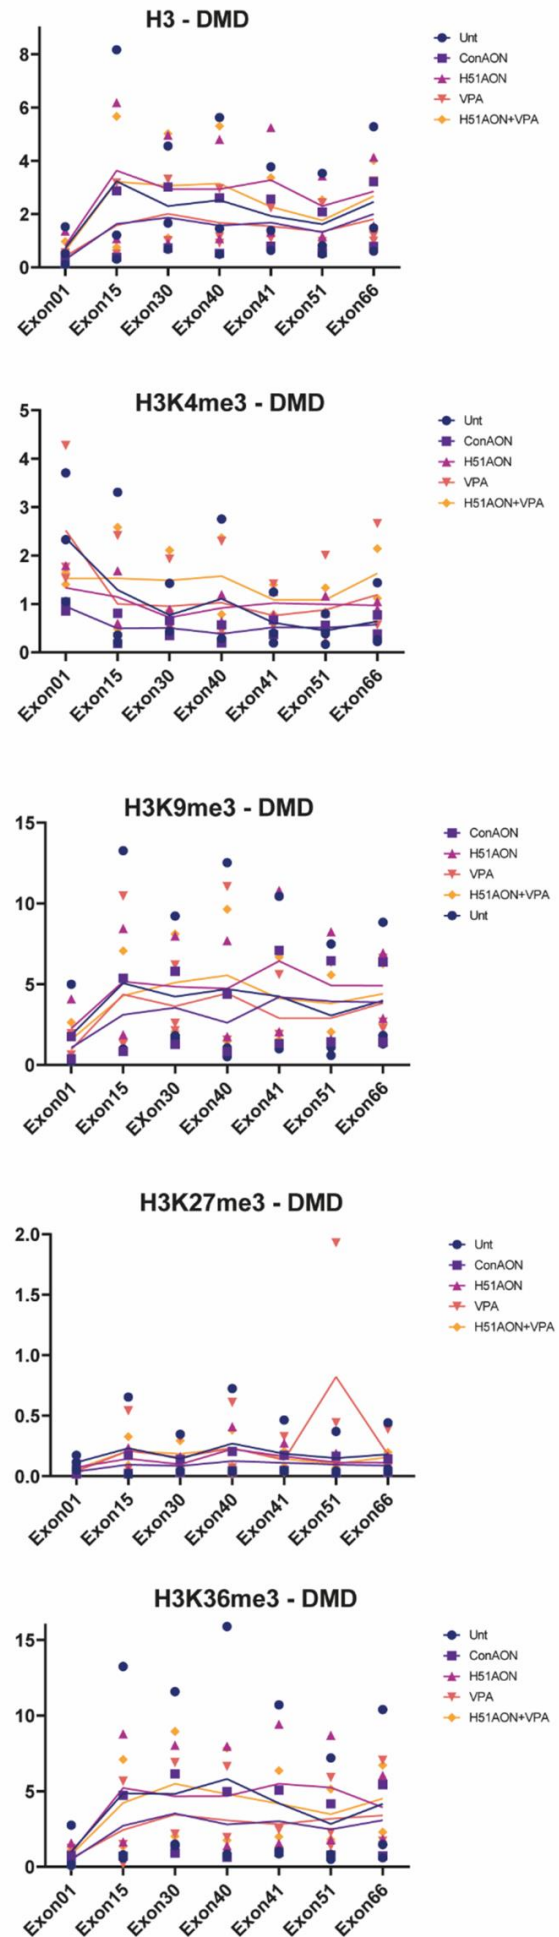 H3 - DMD
8
6
4
2
0
Exon01
Exon15
Exon30
Exon40
Exon41
Exon51
Exon66
Unt
ConAON
H51AON
VPA
H51AON+VPA
H3K4me3 - DMD
5
4
3
2
1
0
Exon01
Exon15
Exon30
Exon40
Exon41
Exon51
Exon66
Unt
ConAON
H51AON
VPA
H51AON+VPA
H3K9me3 - DMD
15
10
5
0
Exon01
EXon15
Exon30
Exon40
Exon41
Exon51
Exon66
ConAON
H51AON
VPA
H51AON+VPA
Unt
H3K27me3 - DMD
2.0
1.5
1.0
0.5
0.0
Exon01
Exon15
Exon30
Exon40
Exon41
Exon51
Exon66
Unt
ConAON
H51AON
VPA
H51AON+VPA
H3K36me3 - DMD
15
10
5
0
Exon01
Exon15
Exon30
Exon40
Exon41
Exon51
Exon66
Unt
ConAON
H51AON
VPA
H51AON+VPA